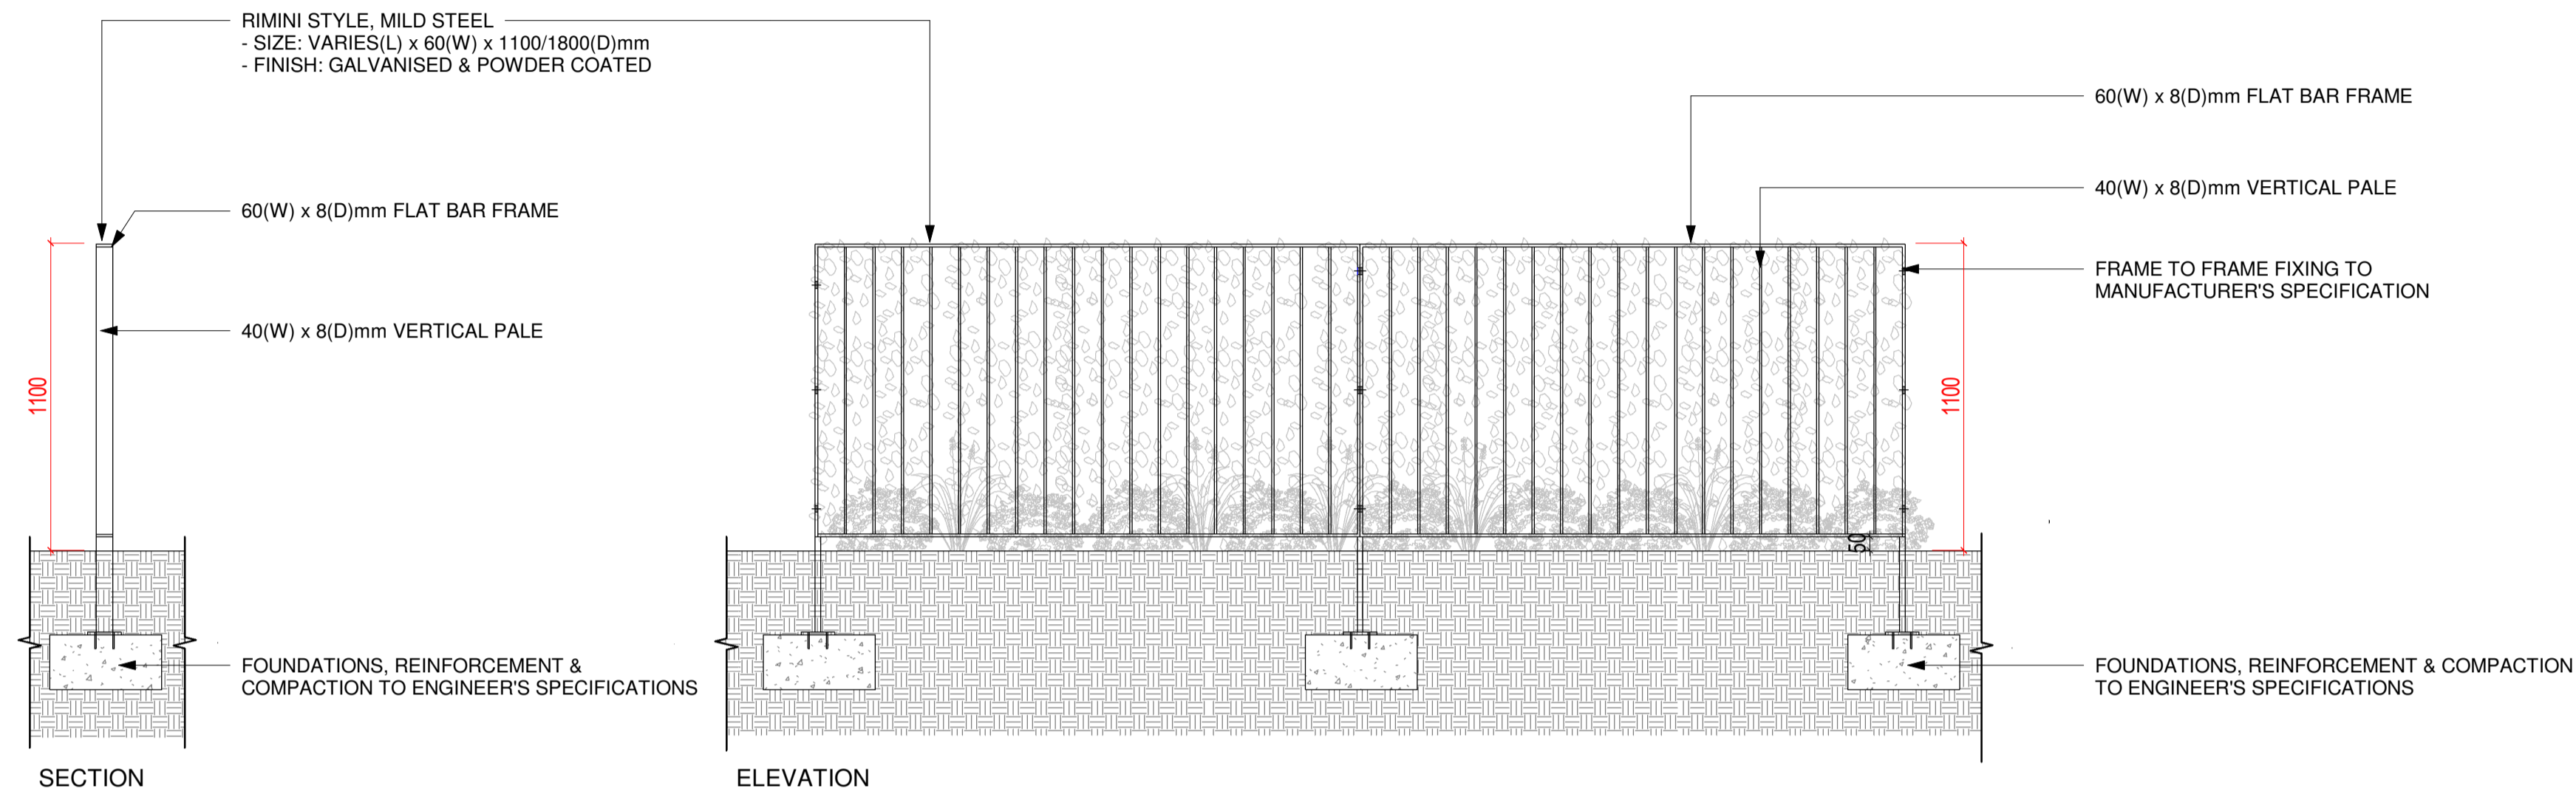 RIMINI STYLE, MILD STEEL
- SIZE: VARIES(L) x 60(W) x 1100/1800(D)mm
- FINISH: GALVANISED & POWDER COATED
60(W) x 8(D)mm FLAT BAR FRAME
40(W) x 8(D)mm VERTICAL PALE
1100
FOUNDATIONS, REINFORCEMENT &
COMPACTION TO ENGINEER'S SPECIFICATIONS
SECTION
60(W) x 8(D)mm FLAT BAR FRAME
40(W) x 8(D)mm VERTICAL PALE
FRAME TO FRAME FIXING TO
MANUFACTURER'S SPECIFICATION
1100
50
FOUNDATIONS, REINFORCEMENT & COMPACTION
TO ENGINEER'S SPECIFICATIONS
ELEVATION